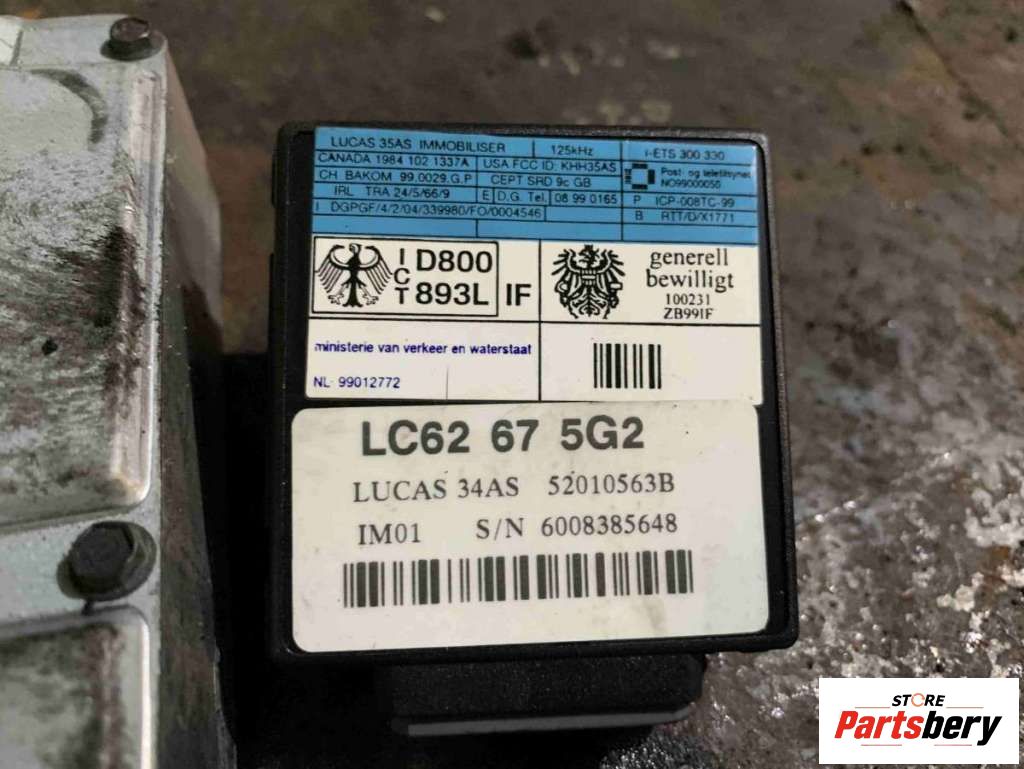 LUCAS 35AS IMMOBILISER 125kHz I-ETS 300 330
CANADA 1984 102 1337A USA FCC ID: KHH35AS Post- og teletilsynet
CH BAKOM 99.0029.G.P CEPT SRD 9c GB NO99000050
IRL TRA 24/5/66/9 E D,G. Tel. 08 99 0165 P ICP-008TC-99
I DGPGF/4/2/04/339980/FO/0004546 B RTT/D/X1771
ICT D800 893L IF
generell
bewilligt
100231
ZB99IF
ministerie van verkeer en waterstaat
NL- 99012772
LC62 67 5G2
LUCAS 34AS 52010563B
IM01 S/N 6008385648
STORE
Partsbery